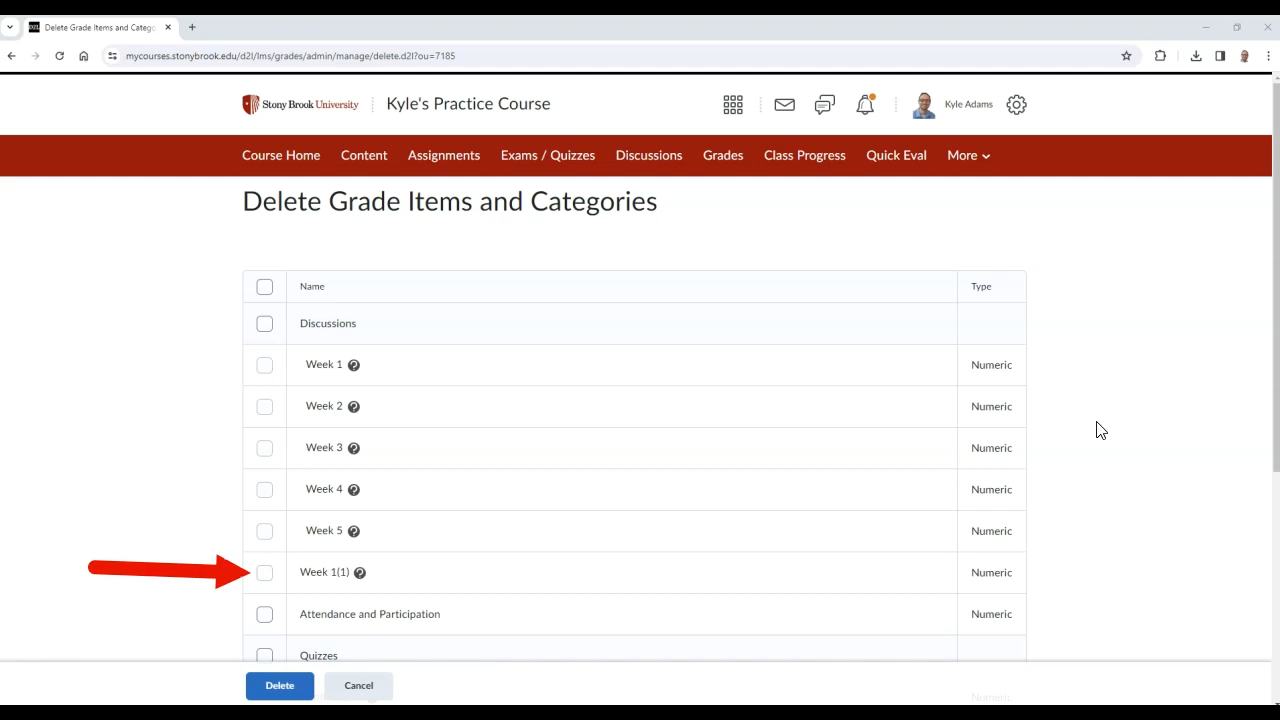 Delete Grade Items and Catego
mycourses.stonybrook.edu/d2l/lms/grades/admin/manage/delete.d2l?ou=7185
Stony Brook University
Kyle's Practice Course
Kyle Adams
Course Home Content Assignments Exams / Quizzes Discussions Grades Class Progress Quick Eval More
Delete Grade Items and Categories
Name Type
Discussions
Week 1 ? Numeric
Week 2 ? Numeric
Week 3 ? Numeric
Week 4 ? Numeric
Week 5 ? Numeric
Week 1(1) ? Numeric
Attendance and Participation Numeric
Quizzes
Delete Cancel Numeric